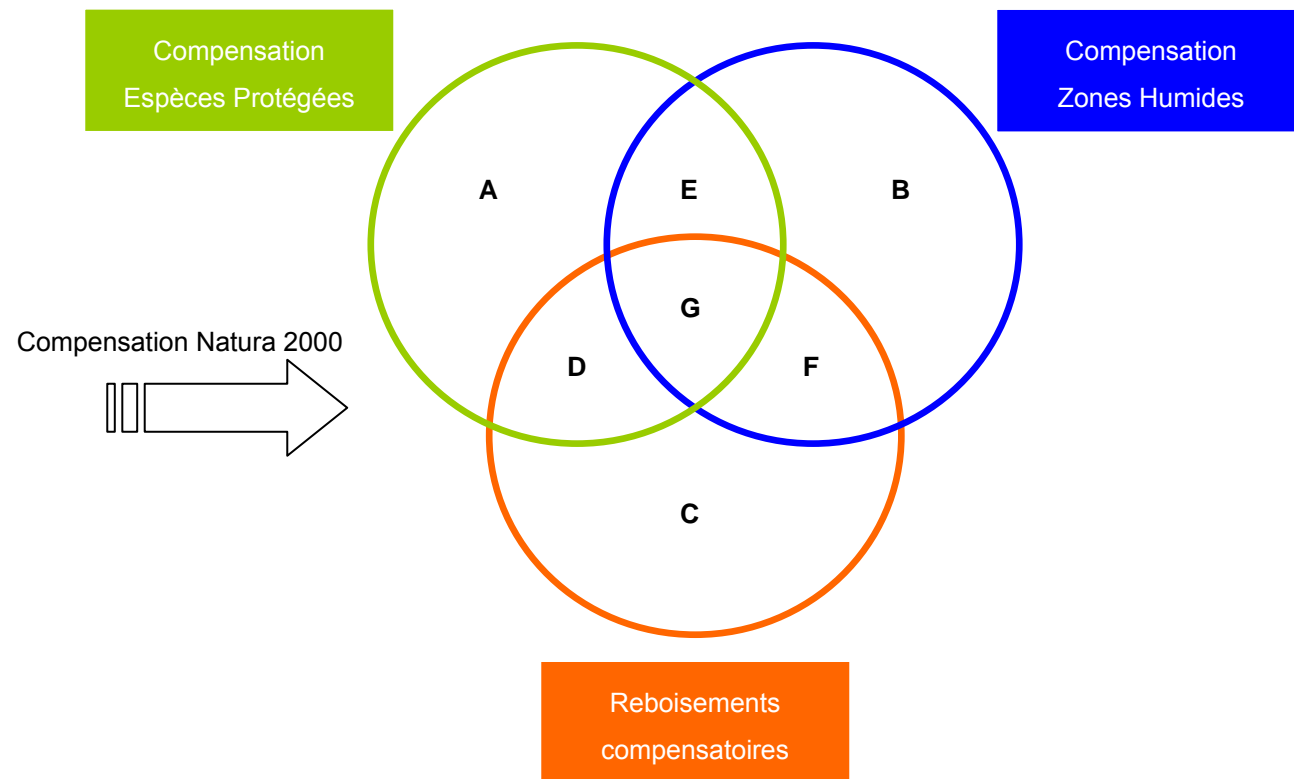 Compensation
Espèces Protégées
Compensation
Zones Humides
A
E
B
G
Compensation Natura 2000
D
F
C
Reboisements
compensatoires